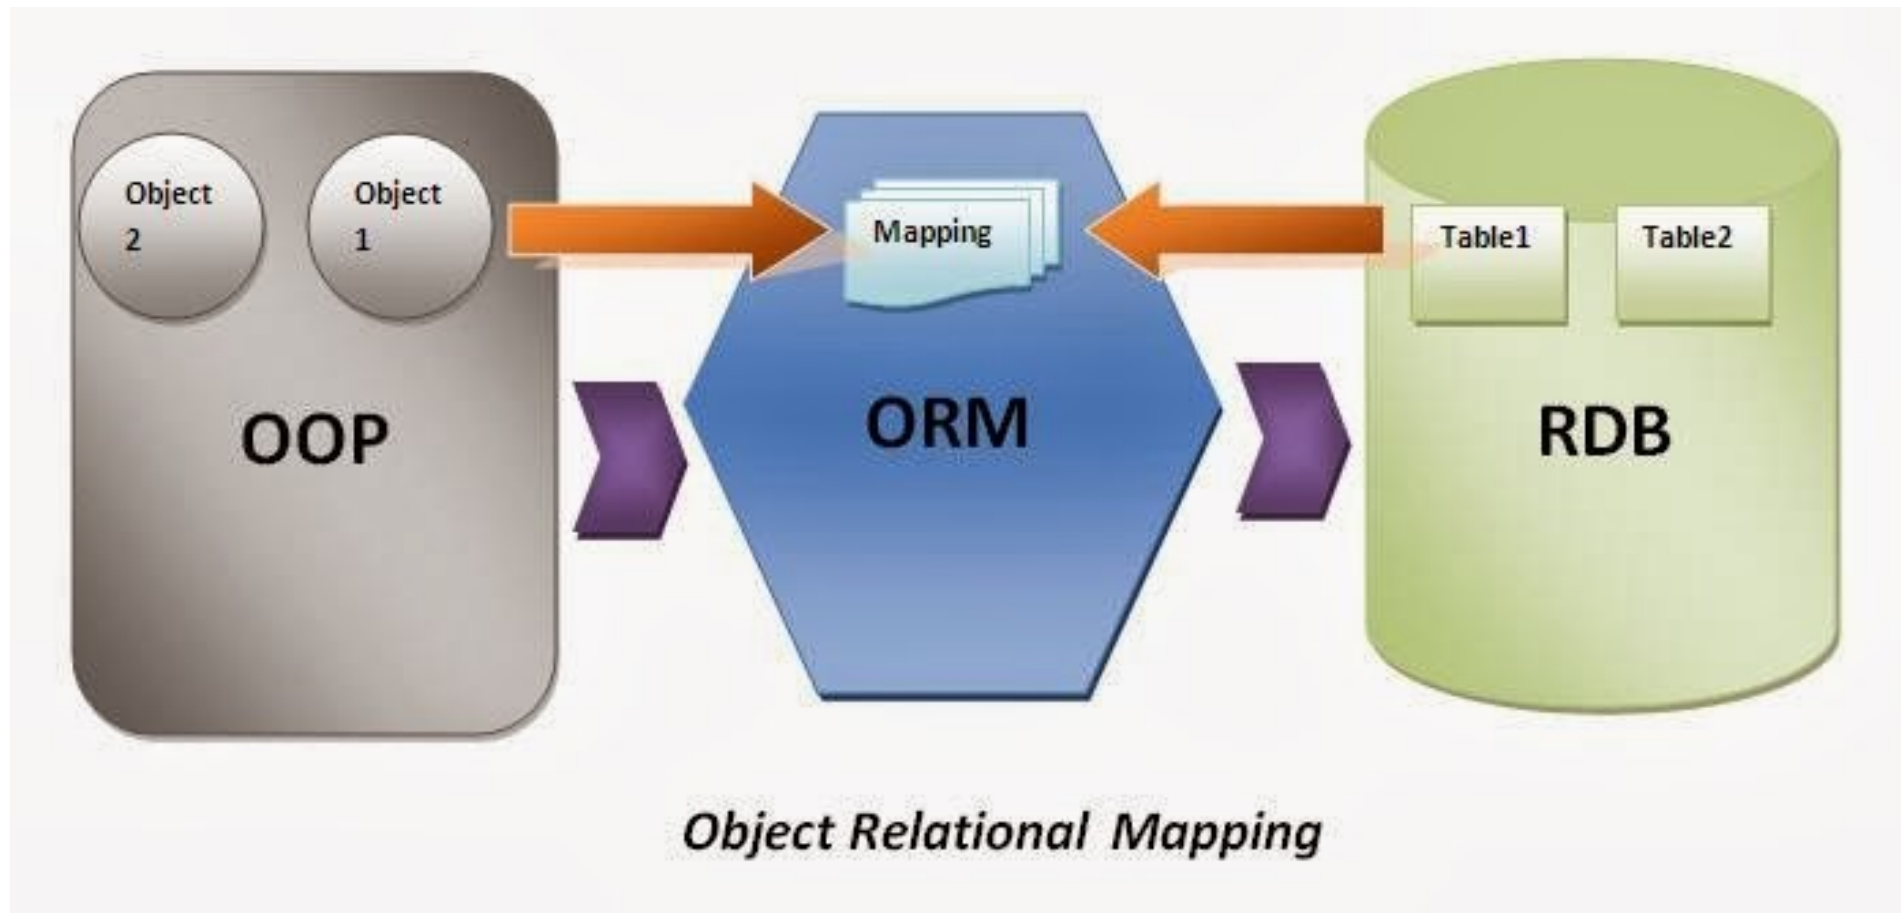 Object
2
Object
1
Mapping
Table1
Table2
OOP
ORM
RDB
Object Relational Mapping